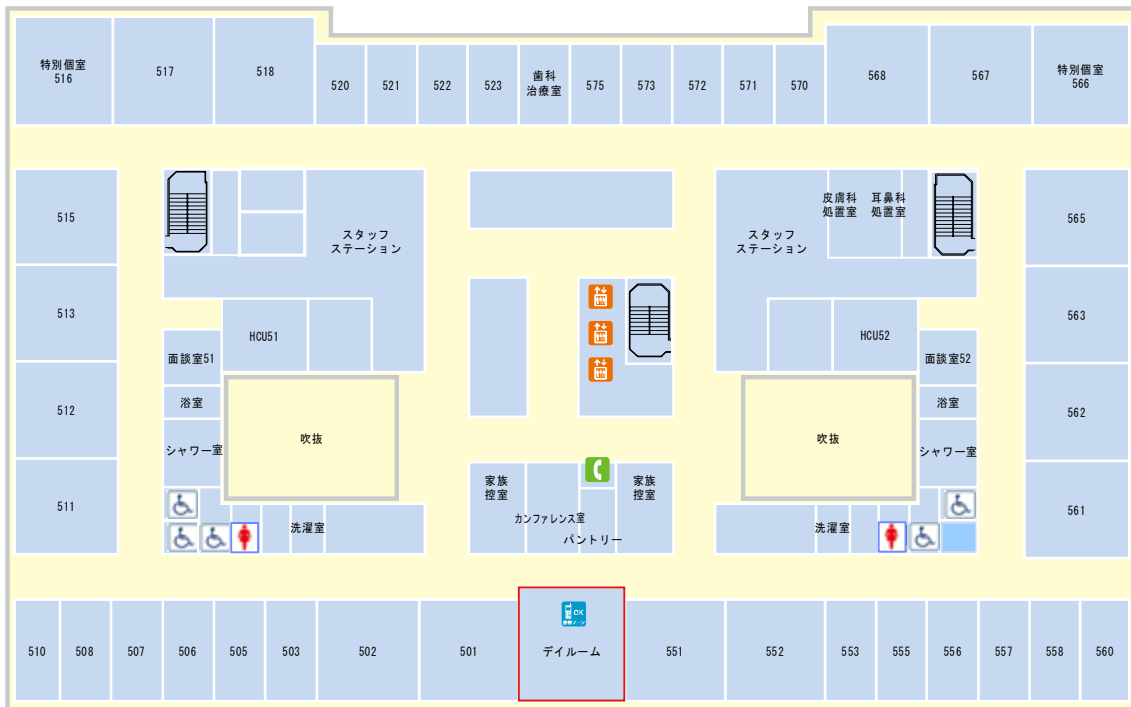 特別個室
516
517
518
520
521
522
523
歯科
治療室
575
573
572
571
570
568
567
特別個室
566
515
スタッフ
ステーション
スタッフ
ステーション
皮膚科
処置室
耳鼻科
処置室
565
513
HCU51
HCU52
563
面談室51
面談室52
512
浴室
浴室
562
吹抜
吹抜
シャワー室
シャワー室
511
家族
控室
家族
控室
561
カンファレンス室
洗濯室
洗濯室
パントリー
OK
510
508
507
506
505
503
502
501
デイルーム
551
552
553
555
556
557
558
560